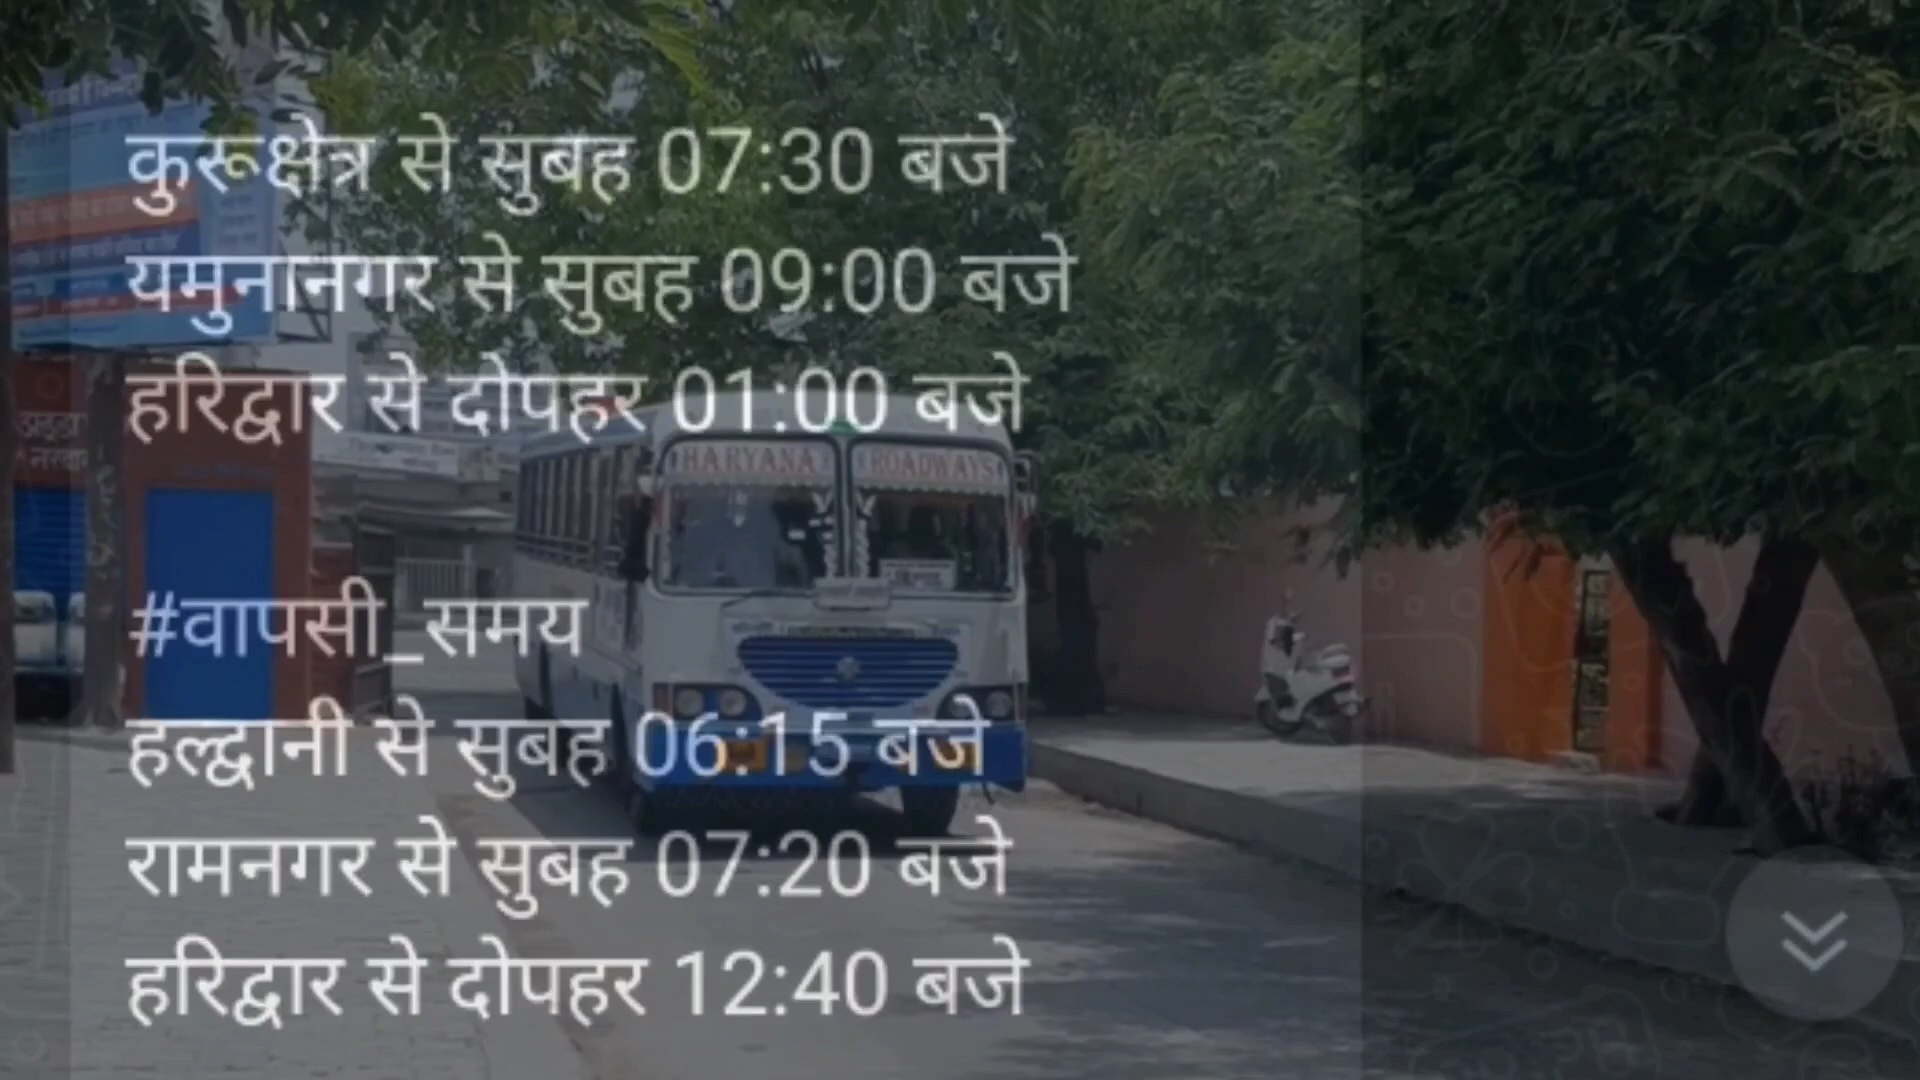 कुरूक्षेत्र से सुबह 07:30 बजे
यमुनानगर से सुबह 09:00 बजे
हरिद्वार से दोपहर 01:00 बजे
HARYANA ROADWAYS
#वापसी_समय
हल्द्वानी से सुबह 06:15 बजे
रामनगर से सुबह 07:20 बजे
हरिद्वार से दोपहर 12:40 बजे